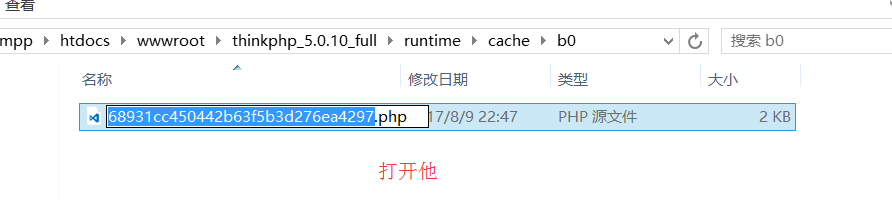 查看
mpp htdocs wwwroot thinkphp_5.0.10_full runtime cache b0 搜索 b0
名称 修改日期 类型 大小
68931cc450442b63f5b3d276ea4297.php 17/8/9 22:47 PHP 源文件 2 KB
打开他